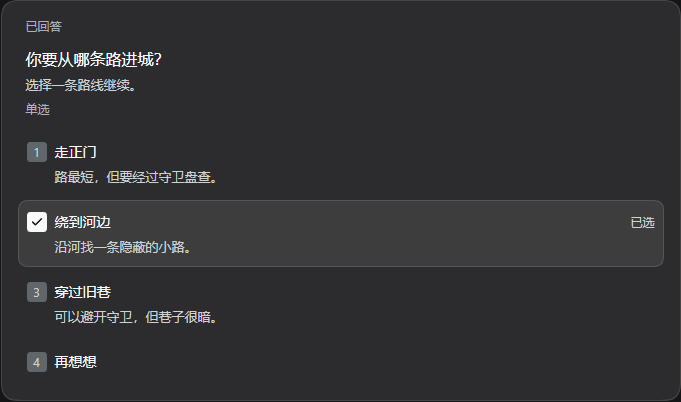 已回答
你要从哪条路进城？
选择一条路线继续。
单选
1 走正门
路最短，但要经过守卫盘查。
绕到河边 已选
沿河找一条隐蔽的小路。
3 穿过旧巷
可以避开守卫，但巷子很暗。
4 再想想